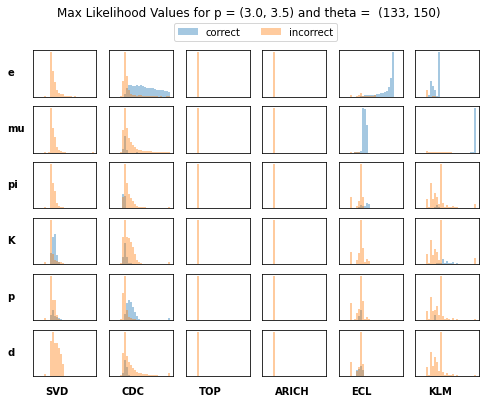 Max Likelihood Values for p = (3.0, 3.5) and theta =  (133, 150)
correct incorrect
e
mu
pi
K
p
d
SVD CDC TOP ARICH ECL KLM